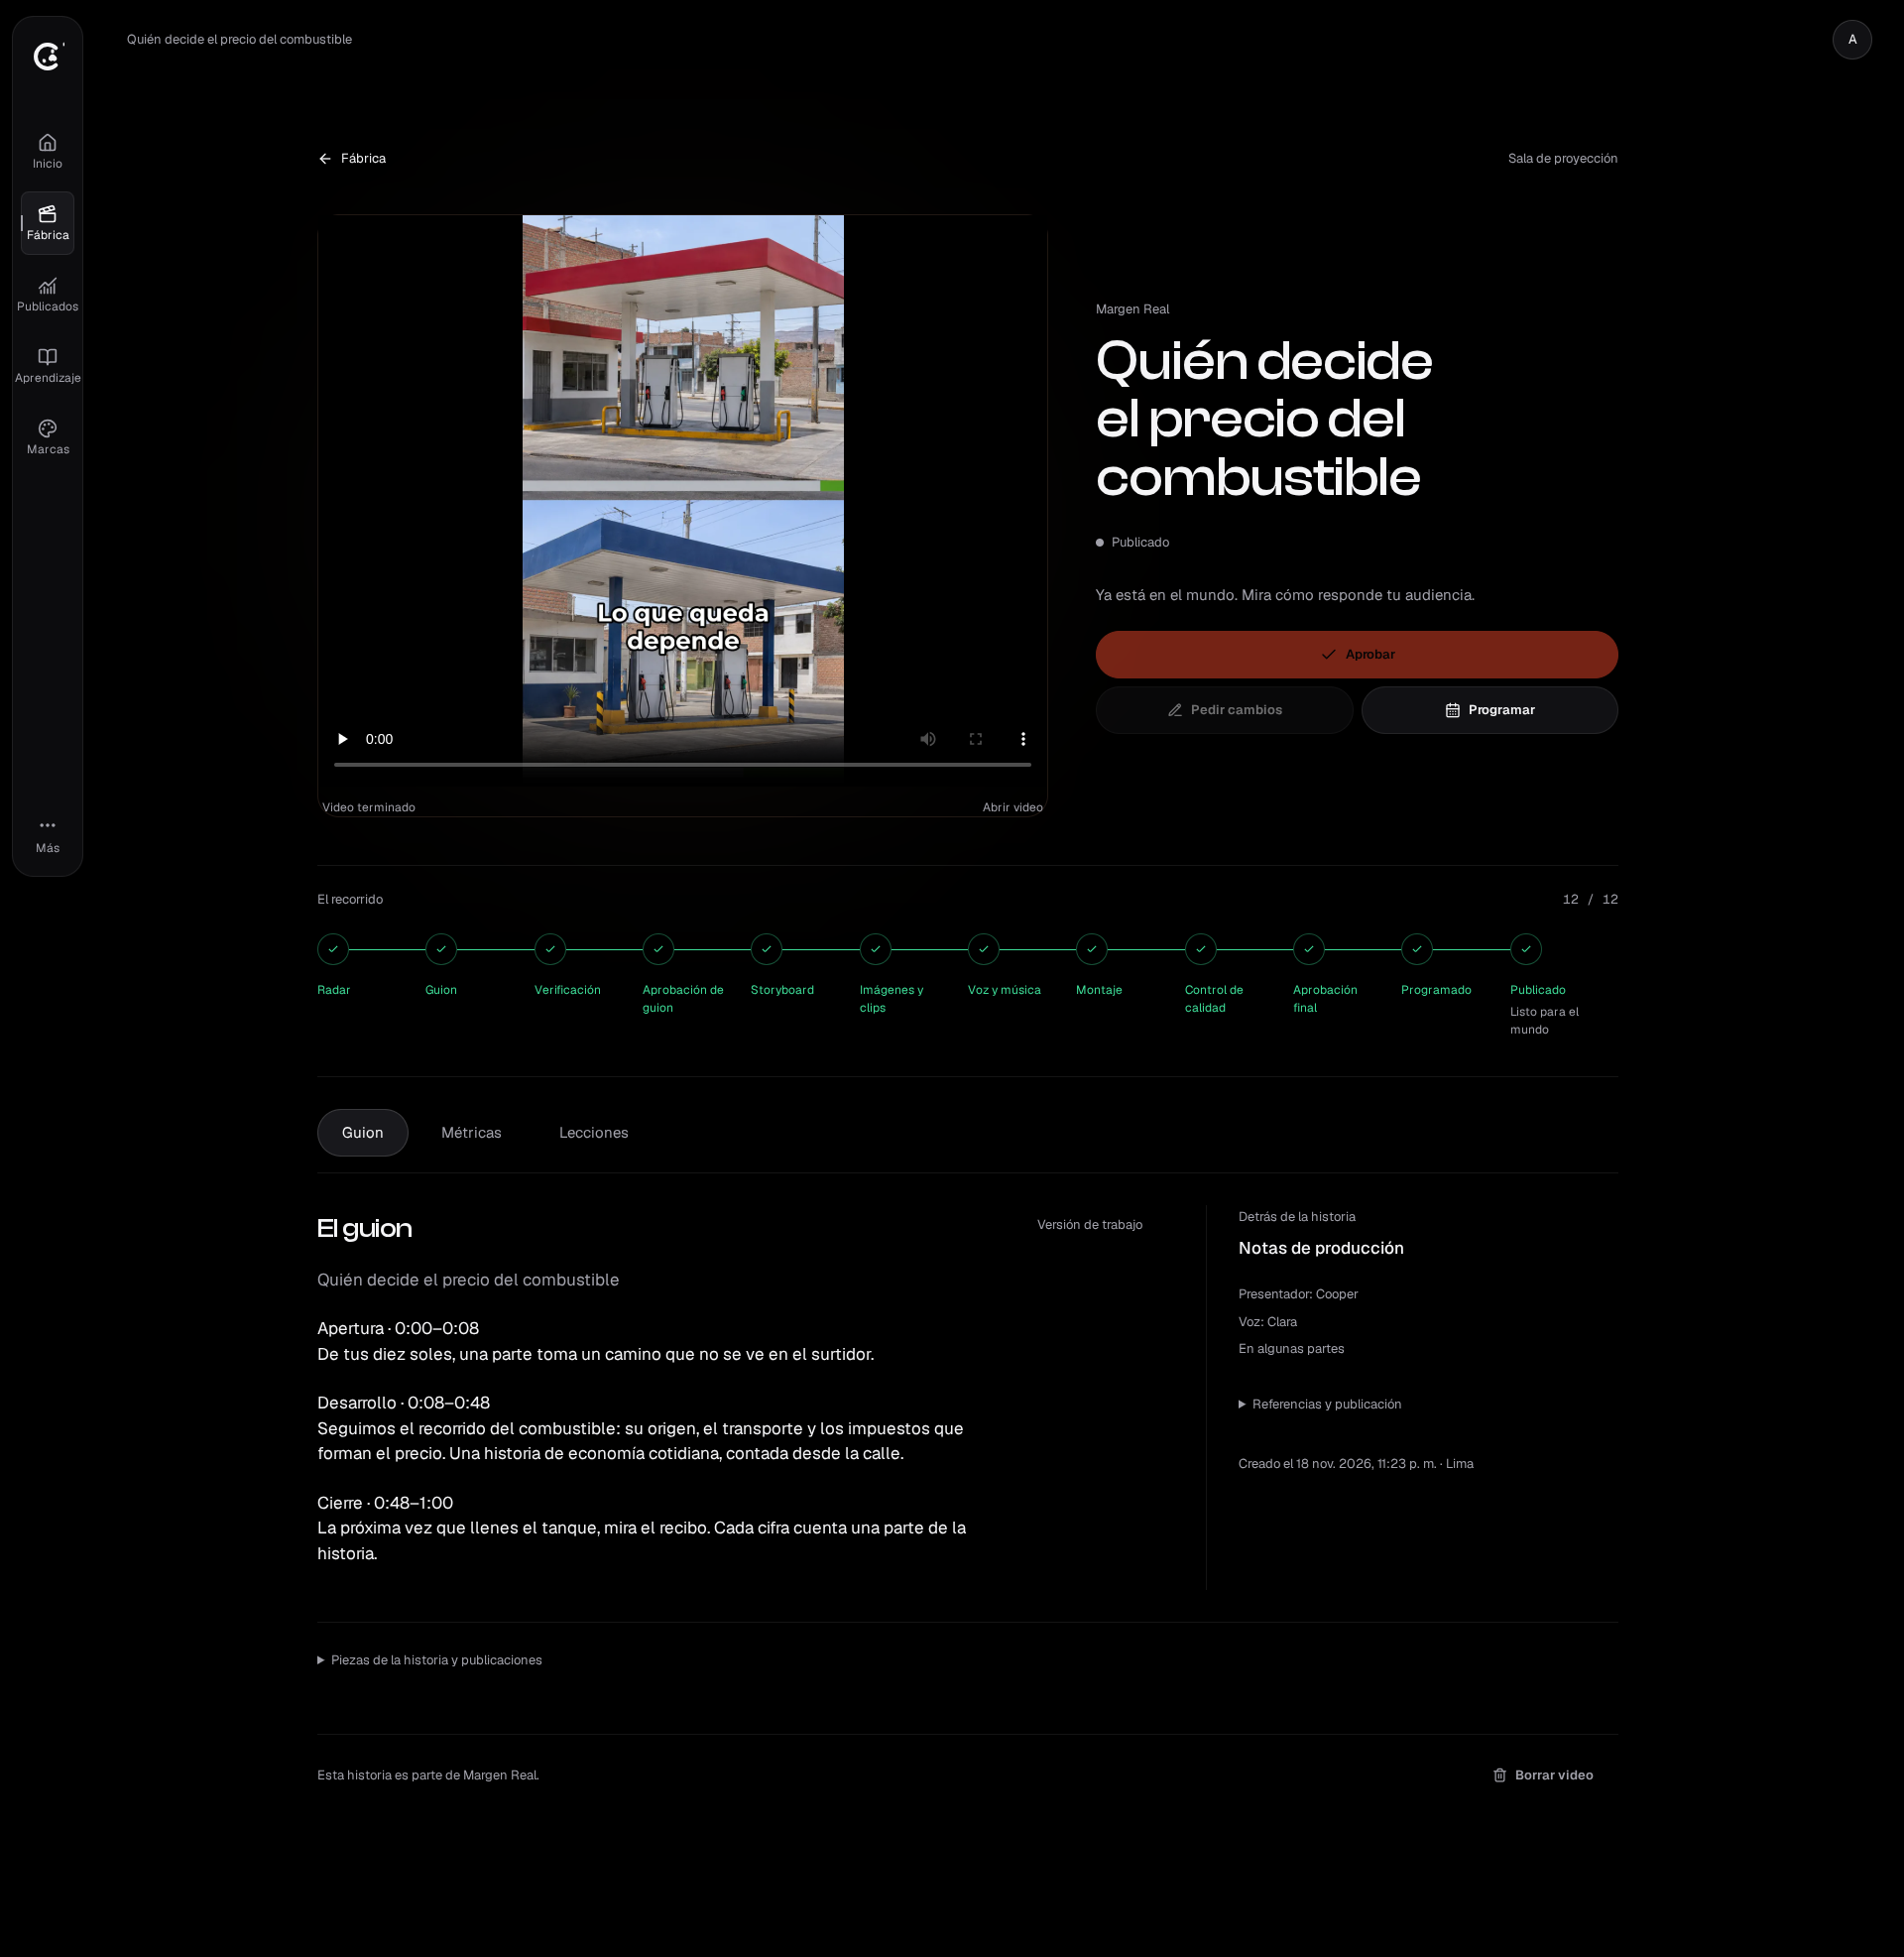 Quién decide el precio del combustible
A
Inicio
Fábrica
Publicados
Aprendizaje
Marcas
Más
Fábrica
Sala de proyección
Lo que queda
depende
0:00
Video terminado
Abrir video
Margen Real
Quién decide
el precio del
combustible
Publicado
Ya está en el mundo. Mira cómo responde tu audiencia.
Aprobar
Pedir cambios
Programar
El recorrido
12 / 12
Radar
Guion
Verificación
Aprobación de
guion
Storyboard
Imágenes y
clips
Voz y música
Montaje
Control de
calidad
Aprobación
final
Programado
Publicado
Listo para el
mundo
Guion
Métricas
Lecciones
El guion
Versión de trabajo
Quién decide el precio del combustible
Apertura · 0:00–0:08
De tus diez soles, una parte toma un camino que no se ve en el surtidor.
Desarrollo · 0:08–0:48
Seguimos el recorrido del combustible: su origen, el transporte y los impuestos que
forman el precio. Una historia de economía cotidiana, contada desde la calle.
Cierre · 0:48–1:00
La próxima vez que llenes el tanque, mira el recibo. Cada cifra cuenta una parte de la
historia.
Detrás de la historia
Notas de producción
Presentador: Cooper
Voz: Clara
En algunas partes
Referencias y publicación
Creado el 18 nov. 2026, 11:23 p. m. · Lima
Piezas de la historia y publicaciones
Esta historia es parte de Margen Real.
Borrar video